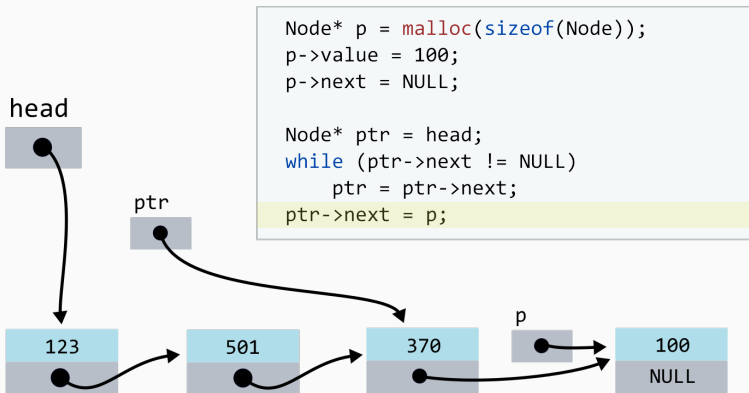 Node* p = malloc(sizeof(Node));
p->value = 100;
p->next = NULL;
Node* ptr = head;
while (ptr->next != NULL)
    ptr = ptr->next;
ptr->next = p;
head
ptr
p
123
501
370
100
NULL